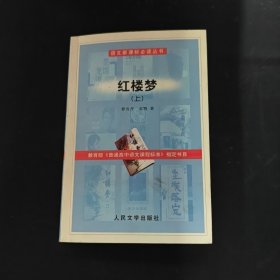 语文新课标必读丛书
红楼梦
（上）
曹雪芹 高鹗 著
教育部《普通高中语文课程标准》指定书目
人民文学出版社